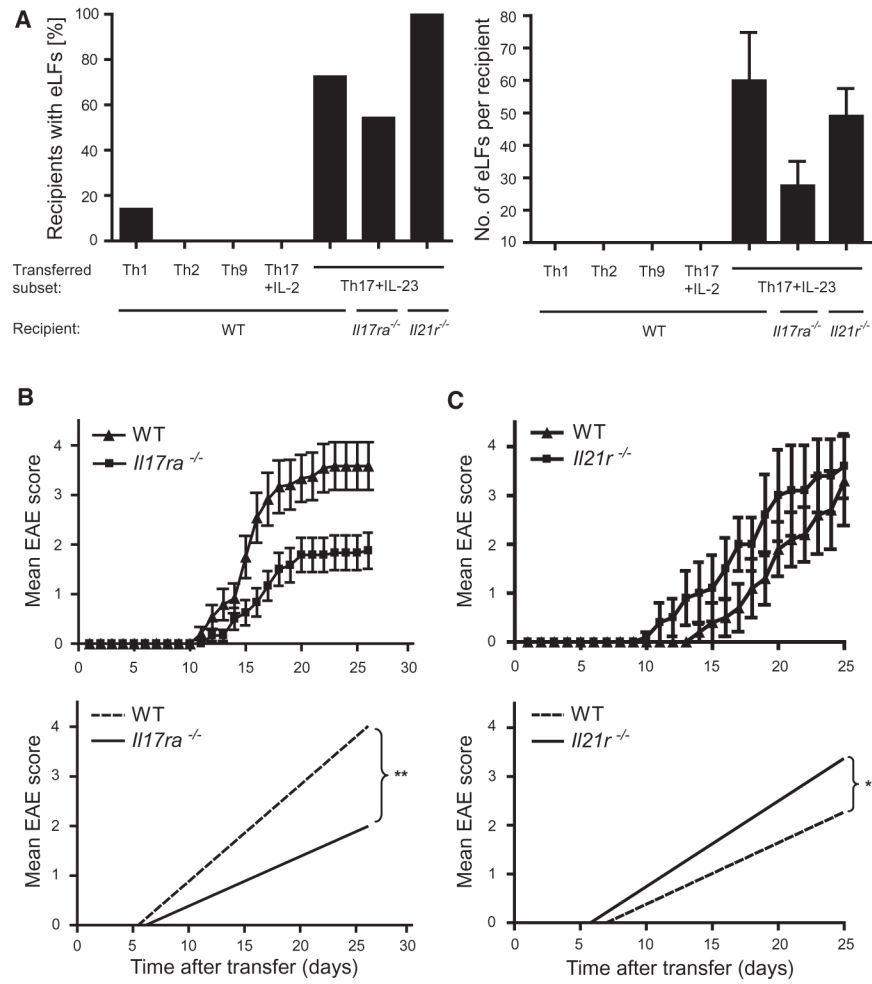 A
Recipients with eLFs [%]
100
80
60
40
20
0
No. of eLFs per recipient
80
70
60
50
40
30
20
10
Transferred subset:
Th1 Th2 Th9 Th17 +IL-2 Th17+IL-23
Th1 Th2 Th9 Th17 +IL-2 Th17+IL-23
Recipient: WT Il17ra-/- Il21r-/-
WT Il17ra-/- Il21r-/-
B
WT
Il17ra -/-
Mean EAE score
4
3
2
1
0
0 5 10 15 20 25 30
C
WT
Il21r -/-
Mean EAE score
4
3
2
1
0
0 5 10 15 20 25
WT
Il17ra -/-
Mean EAE score
4
3
2
1
0
**
0 5 10 15 20 25 30
Time after transfer (days)
WT
Il21r -/-
Mean EAE score
4
3
2
1
0
*
0 5 10 15 20 25
Time after transfer (days)